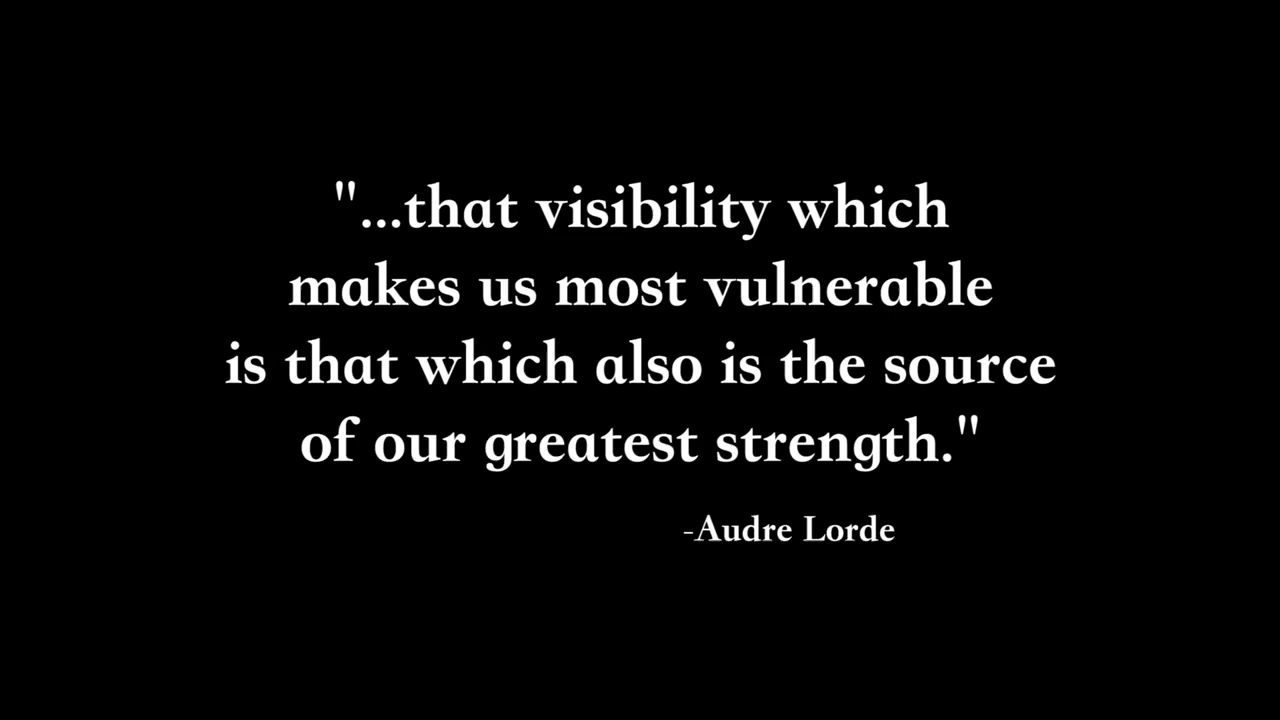 "...that visibility which
makes us most vulnerable
is that which also is the source
of our greatest strength."
-Audre Lorde